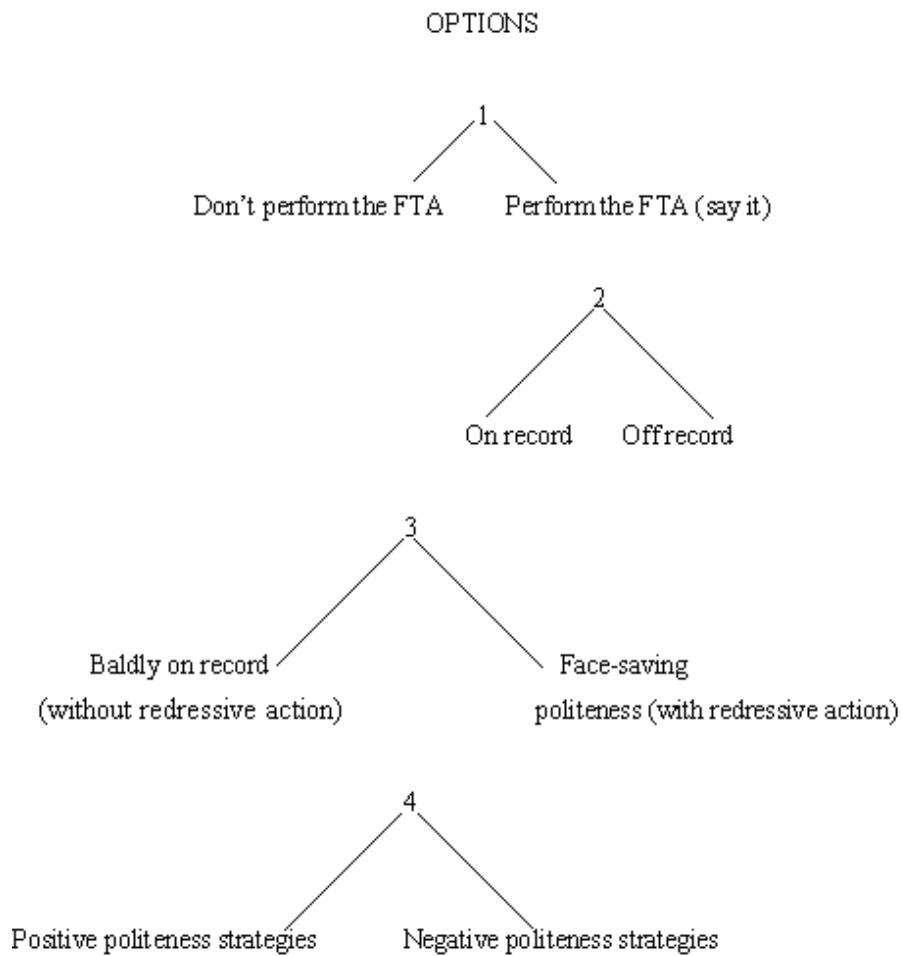 OPTIONS
1
Don't perform the FTA Perform the FTA (say it)
2
On record Off record
3
Baldly on record Face-saving
(without redressive action) politeness (with redressive action)
4
Positive politeness strategies Negative politeness strategies